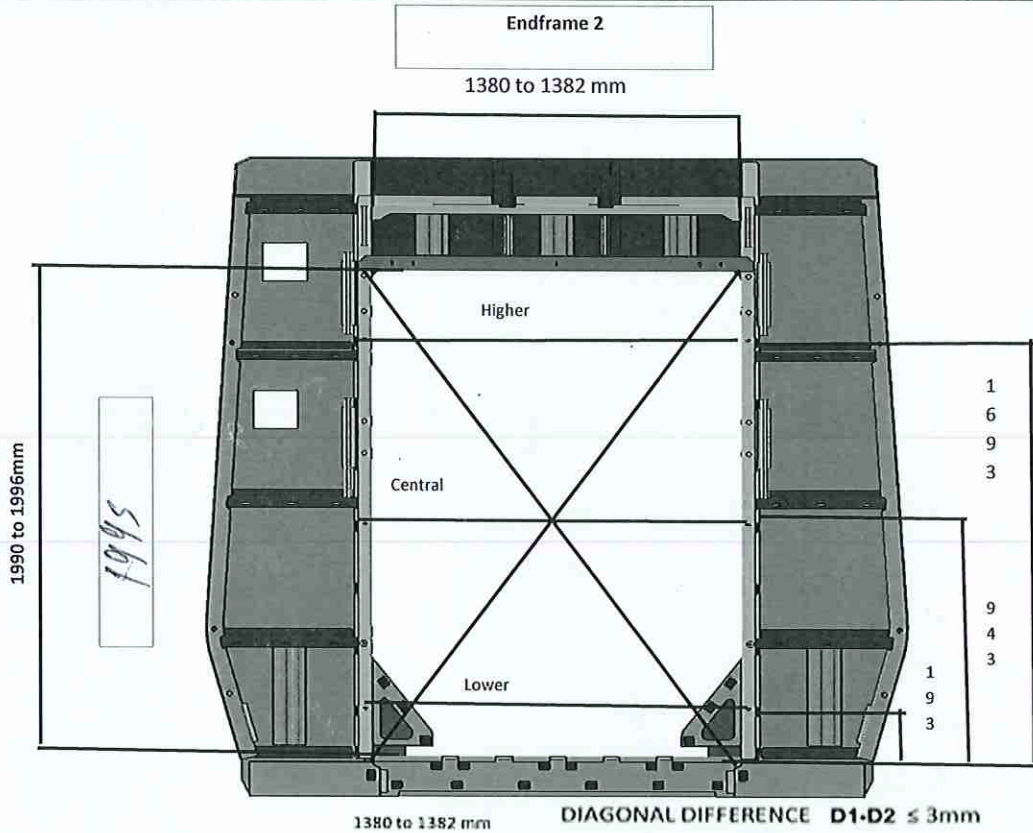 Endframe 2
1380 to 1382 mm
Higher
1
6
9
3
Central
1990 to 1996mm
1995
9
4
3
Lower
1
9
3
1380 to 1382 mm
DIAGONAL DIFFERENCE D1-D2 ≤ 3mm